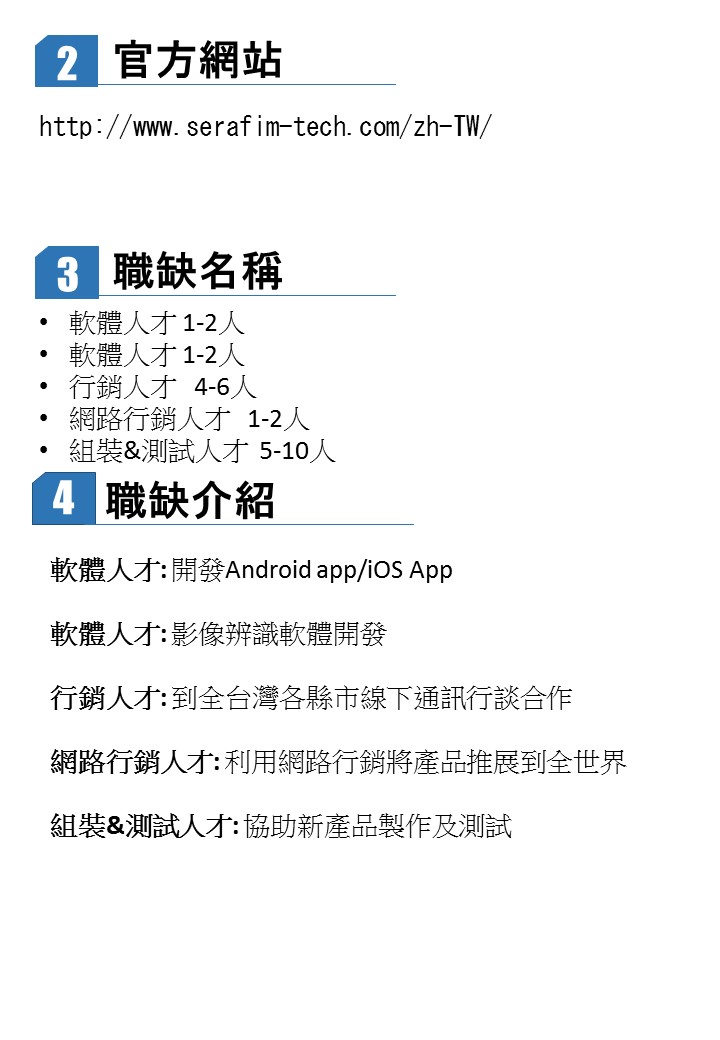 2 官方網站
http://www.serafim-tech.com/zh-TW/
3 職缺名稱
• 軟體人才 1-2人
• 軟體人才 1-2人
• 行銷人才 4-6人
• 網路行銷人才 1-2人
• 組裝&測試人才 5-10人
4 職缺介紹
軟體人才: 開發Android app/iOS App
軟體人才: 影像辨識軟體開發
行銷人才: 到全台灣各縣市線下通訊行談合作
網路行銷人才: 利用網路行銷將產品推展到全世界
組裝&測試人才: 協助新產品製作及測試